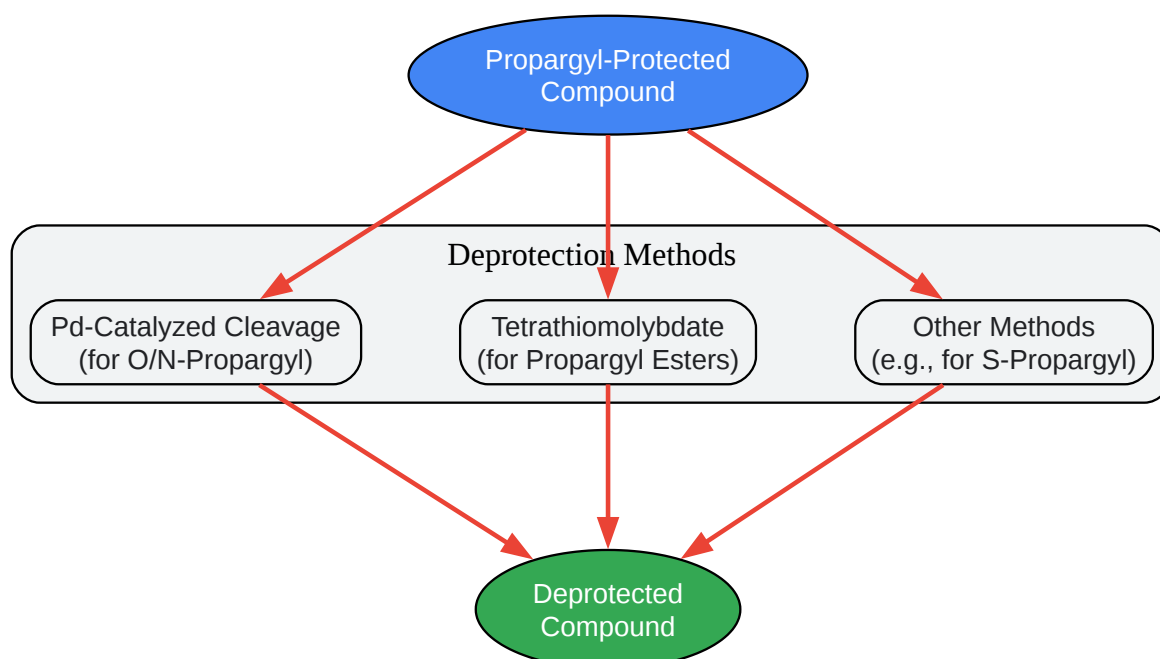 Propargyl-Protected
Compound
Deprotection Methods
Pd-Catalyzed Cleavage
(for O/N-Propargyl)
Tetrathiomolybdate
(for Propargyl Esters)
Other Methods
(e.g., for S-Propargyl)
Deprotected
Compound